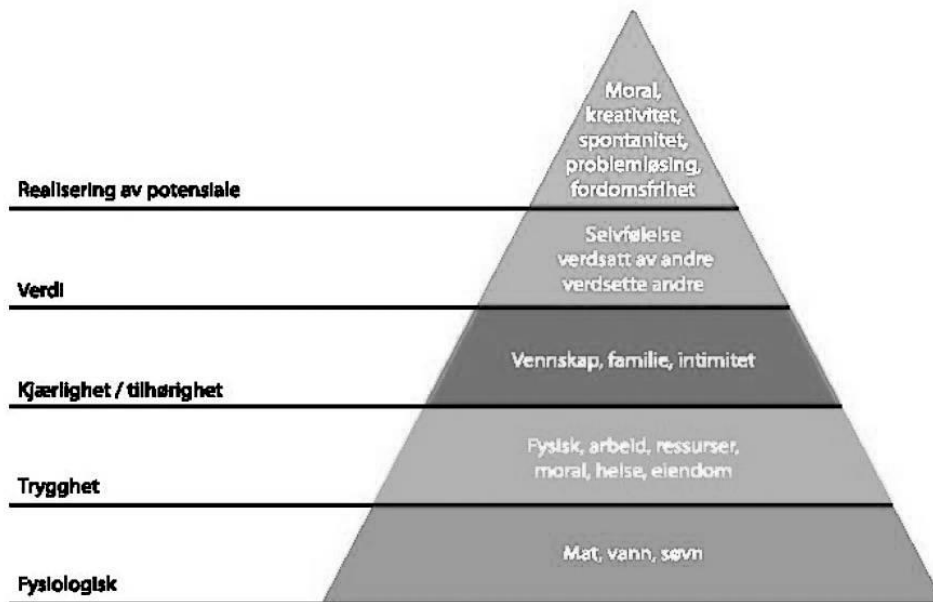 Moral,
kreativitet,
spontanitet,
problemløsing,
fordomsfrihet
Realisering av potensiale
Selvfølelse
verdsatt av andre
verdsette andre
Verdi
Vennskap, familie, intimitet
Kjærlighet / tilhørighet
Fysisk, arbeid, ressurser,
moral, helse, eiendom
Trygghet
Mat, vann, søvn
Fysiologisk